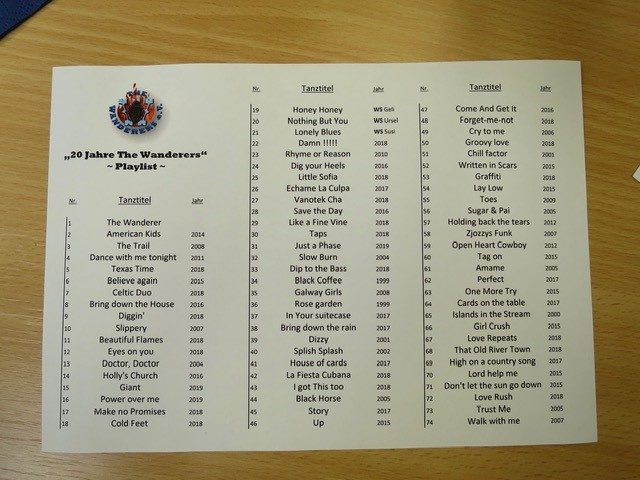 THE
WANDERERS e.V.
„20 Jahre The Wanderers“
~ Playlist ~
Nr. Tanztitel Jahr
1 The Wanderer
2 American Kids 2014
3 The Trail 2008
4 Dance with me tonight 2011
5 Texas Time 2018
6 Believe again 2015
7 Celtic Duo 2018
8 Bring down the House 2016
9 Diggin' 2018
10 Slippery 2007
11 Beautiful Flames 2018
12 Eyes on you 2018
13 Doctor, Doctor 2004
14 Holly's Church 2016
15 Giant 2019
16 Power over me 2019
17 Make no Promises 2018
18 Cold Feet 2018
Nr. Tanztitel Jahr
19 Honey Honey WS Geli
20 Nothing But You WS Ursel
21 Lonely Blues WS Susi
22 Damn !!!!! 2018
23 Rhyme or Reason 2010
24 Dig your Heels 2016
25 Little Sofia 2018
26 Echame La Culpa 2017
27 Vanotek Cha 2018
28 Save the Day 2016
29 Like a Fine Vine 2018
30 Taps 2018
31 Just a Phase 2019
32 Slow Burn 2004
33 Dip to the Bass 2018
34 Black Coffee 1999
35 Galway Girls 2008
36 Rose garden 1999
37 In Your suitecase 2017
38 Bring down the rain 2017
39 Dizzy 2001
40 Splish Splash 2002
41 House of cards 2017
42 La Fiesta Cubana 2018
43 I got This too 2018
44 Black Horse 2005
45 Story 2017
46 Up 2015
Nr. Tanztitel Jahr
47 Come And Get It 2016
48 Forget-me-not 2018
49 Cry to me 2006
50 Groovy love 2018
51 Chill factor 2001
52 Written in Scars 2015
53 Graffiti 2018
54 Lay Low 2015
55 Toes 2009
56 Sugar & Pai 2005
57 Holding back the tears 2012
58 Zjozzys Funk 2007
59 Open Heart Cowboy 2012
60 Tag on 2015
61 Amame 2005
62 Perfect 2017
63 One More Try 2015
64 Cards on the table 2017
65 Islands in the Stream 2000
66 Girl Crush 2015
67 Love Repeats 2018
68 That Old River Town 2018
69 High on a country song 2017
70 Lord help me 2015
71 Don't let the sun go down 2015
72 Love Rush 2018
73 Trust Me 2005
74 Walk with me 2007